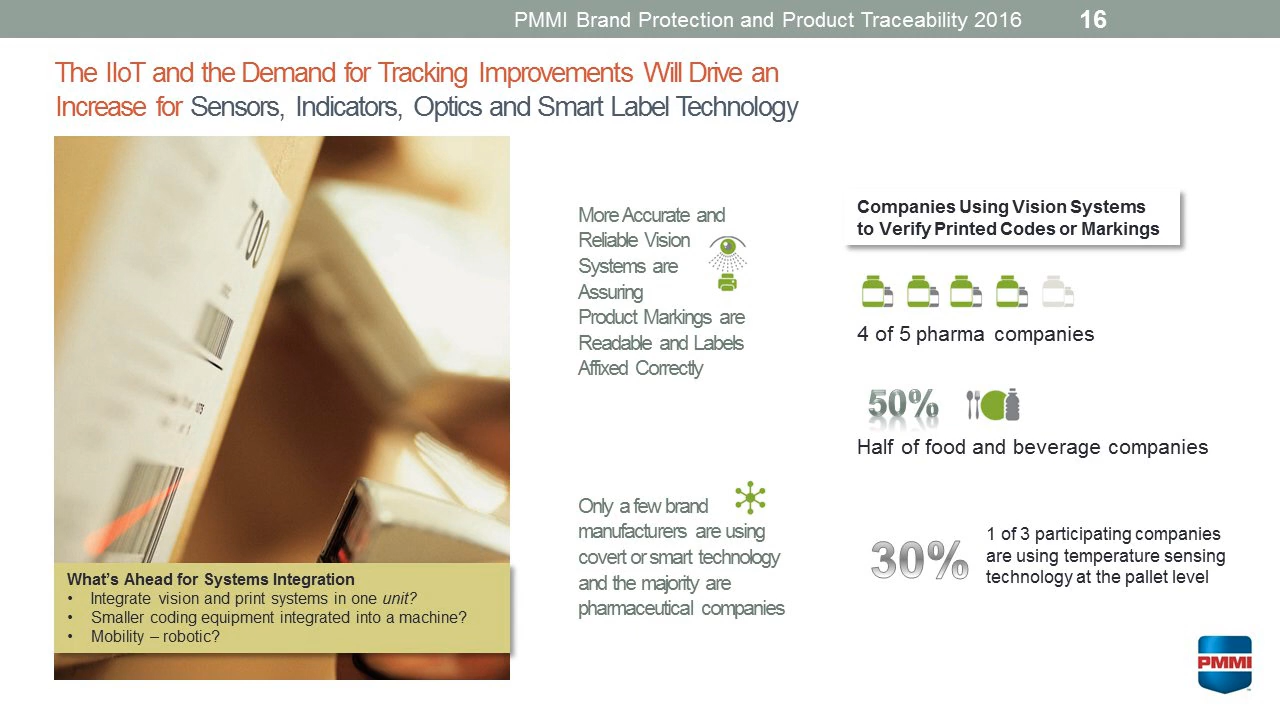 PMMI Brand Protection and Product Traceability 2016 16
The IIoT and the Demand for Tracking Improvements Will Drive an
Increase for Sensors, Indicators, Optics and Smart Label Technology
700
What's Ahead for Systems Integration
• Integrate vision and print systems in one unit?
• Smaller coding equipment integrated into a machine?
• Mobility – robotic?
More Accurate and
Reliable Vision
Systems are
Assuring
Product Markings are
Readable and Labels
Affixed Correctly
Only a few brand
manufacturers are using
covert or smart technology
and the majority are
pharmaceutical companies
Companies Using Vision Systems
to Verify Printed Codes or Markings
4 of 5 pharma companies
50%
Half of food and beverage companies
30%
1 of 3 participating companies
are using temperature sensing
technology at the pallet level
PMMI